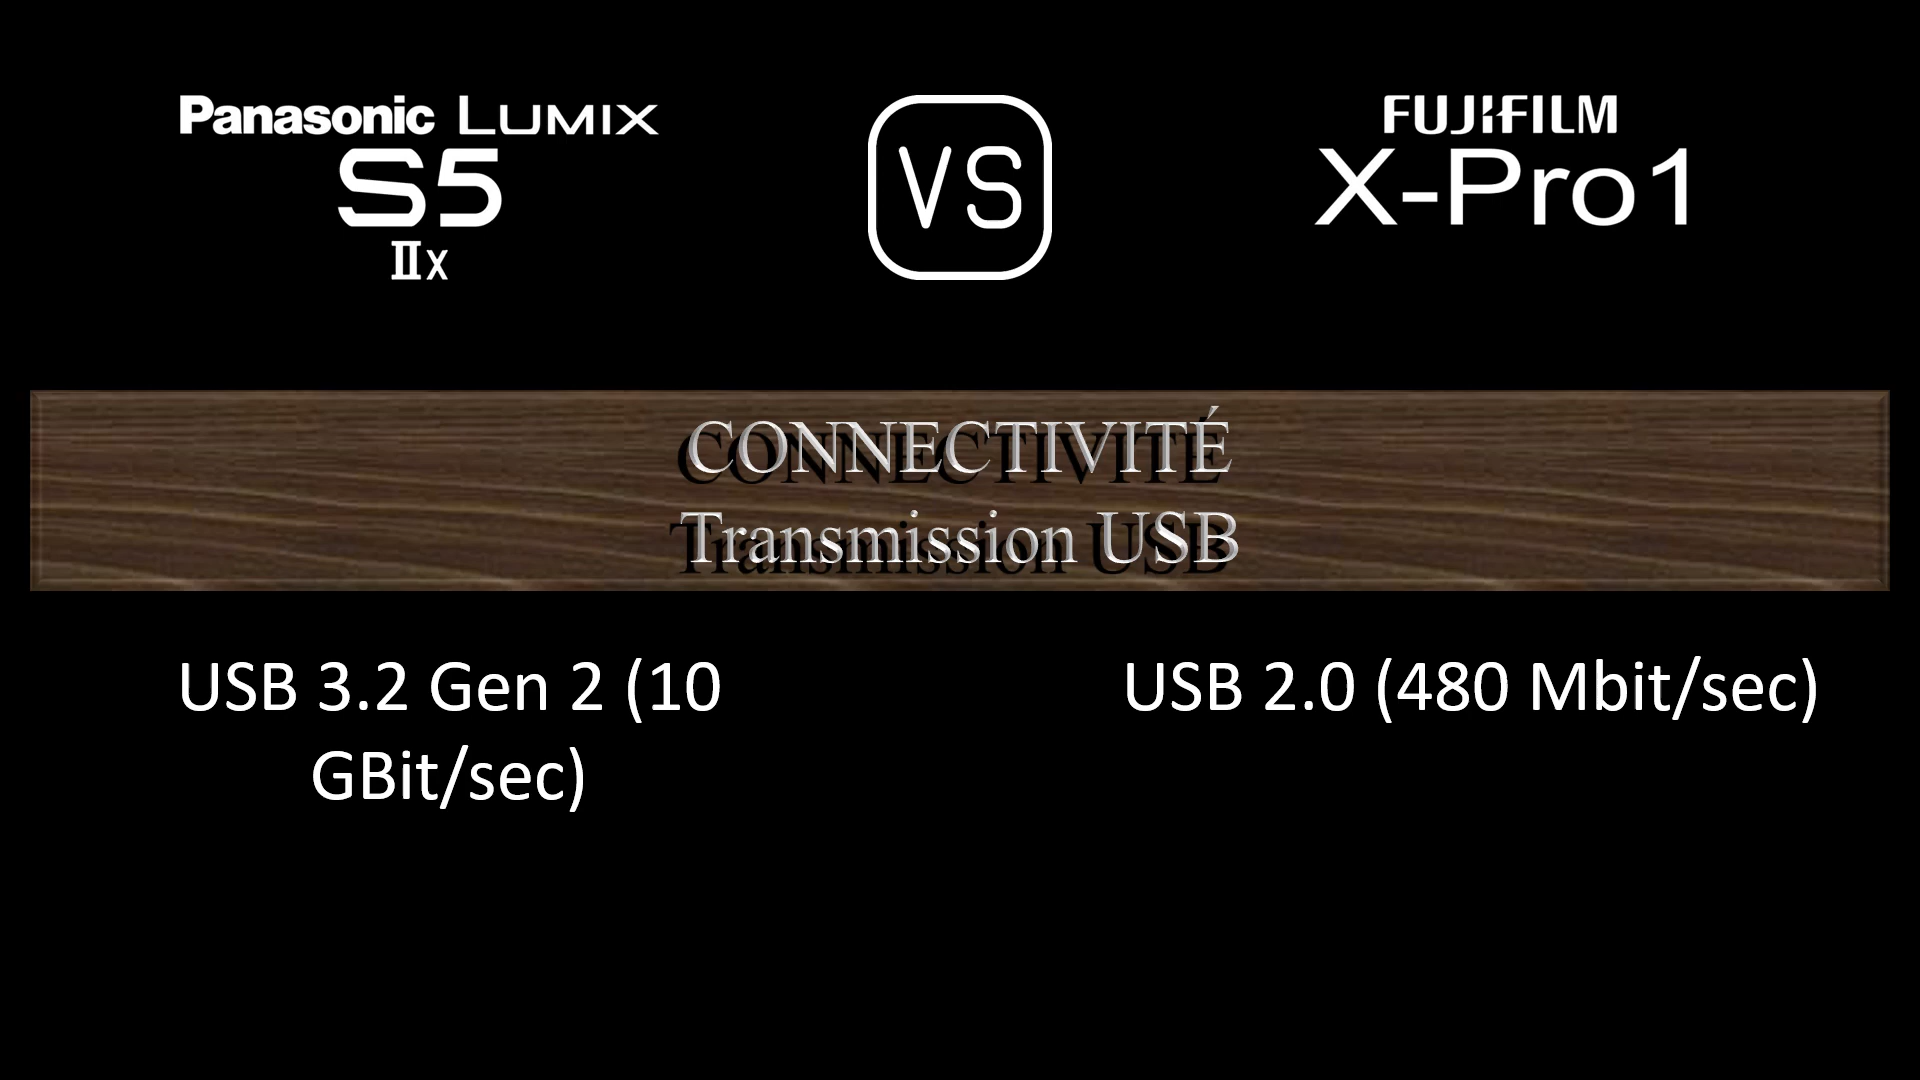 Panasonic LUMIX
S5
IIX
VS
FUJIFILM
X-Pro1
CONNECTIVITÉ
Transmission USB
USB 3.2 Gen 2 (10
GBit/sec)
USB 2.0 (480 Mbit/sec)